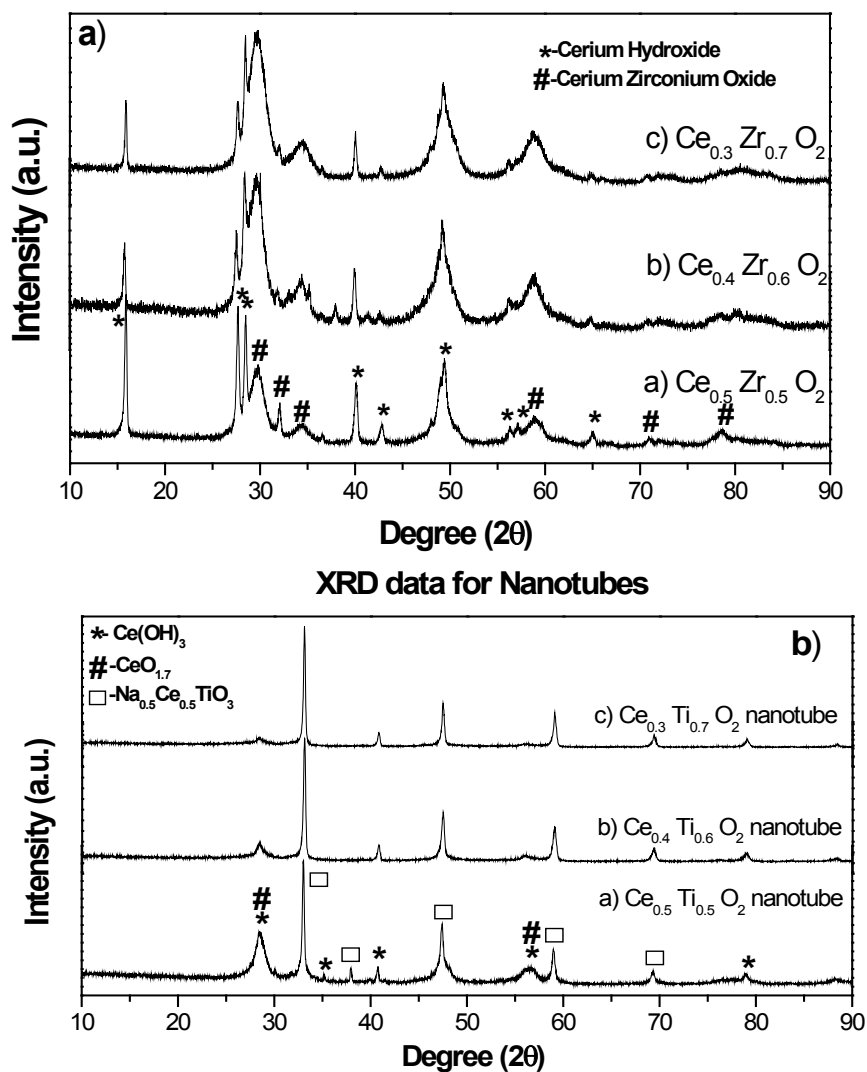 a)
*-Cerium Hydroxide
#-Cerium Zirconium Oxide
c) Ce0.3 Zr0.7 O2
b) Ce0.4 Zr0.6 O2
a) Ce0.5 Zr0.5 O2
* * * # # # * * * * * # * # #
Intensity (a.u.)
10 20 30 40 50 60 70 80 90
Degree (2θ)
XRD data for Nanotubes
b)
*- Ce(OH)3
#-CeO1.7
□-Na0.5Ce0.5TiO3
c) Ce0.3 Ti0.7 O2 nanotube
b) Ce0.4 Ti0.6 O2 nanotube
a) Ce0.5 Ti0.5 O2 nanotube
# * □ * □ * □ # * □ □ *
Intensity (a.u.)
10 20 30 40 50 60 70 80 90
Degree (2θ)